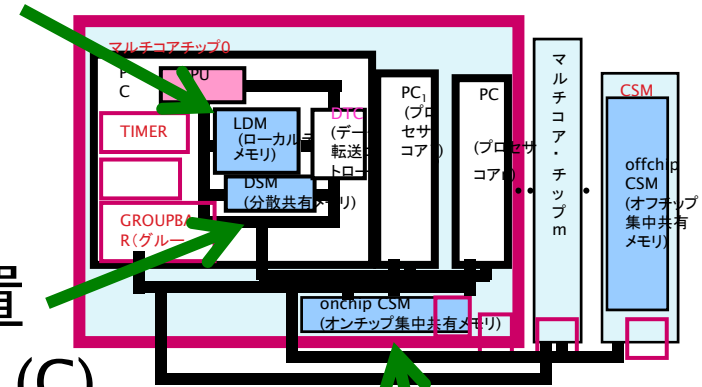 マルチコアチップ0
P
C
PU
TIMER
LDM
(ローカル
メモリ)
DTC
(デー
転送
トロー
DSM
(分散共有メモリ)
GROUPBA
R(グルー
PC1
(プロ
セサ
コア
PC
(プロセサ
コア
マルチコア・チップm
CSM
offchip
CSM
(オフチップ
集中共有
メモリ)
onchip CSM
(オンチップ集中共有メモリ)
置
(C)